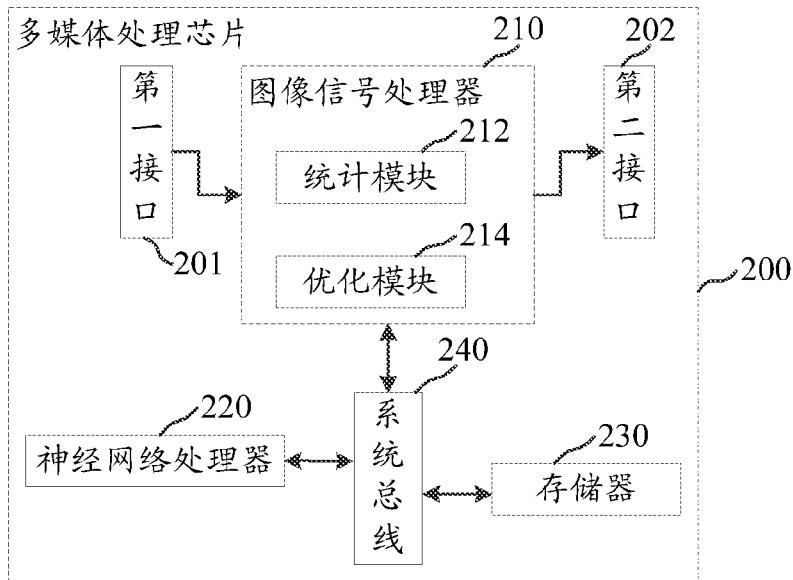 多媒体处理芯片
210
202
第一接口
图像信号处理器
第二接口
212
统计模块
201
214
优化模块
200
240
220
系统总线
230
神经网络处理器
存储器